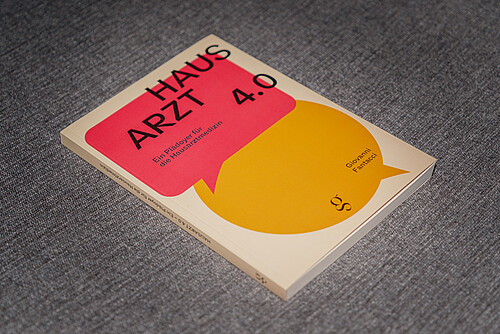 HAUS
ARZT 4.0
Ein Plädoyer für
die Hausarztmedizin
Giovanni
Fantacci
g